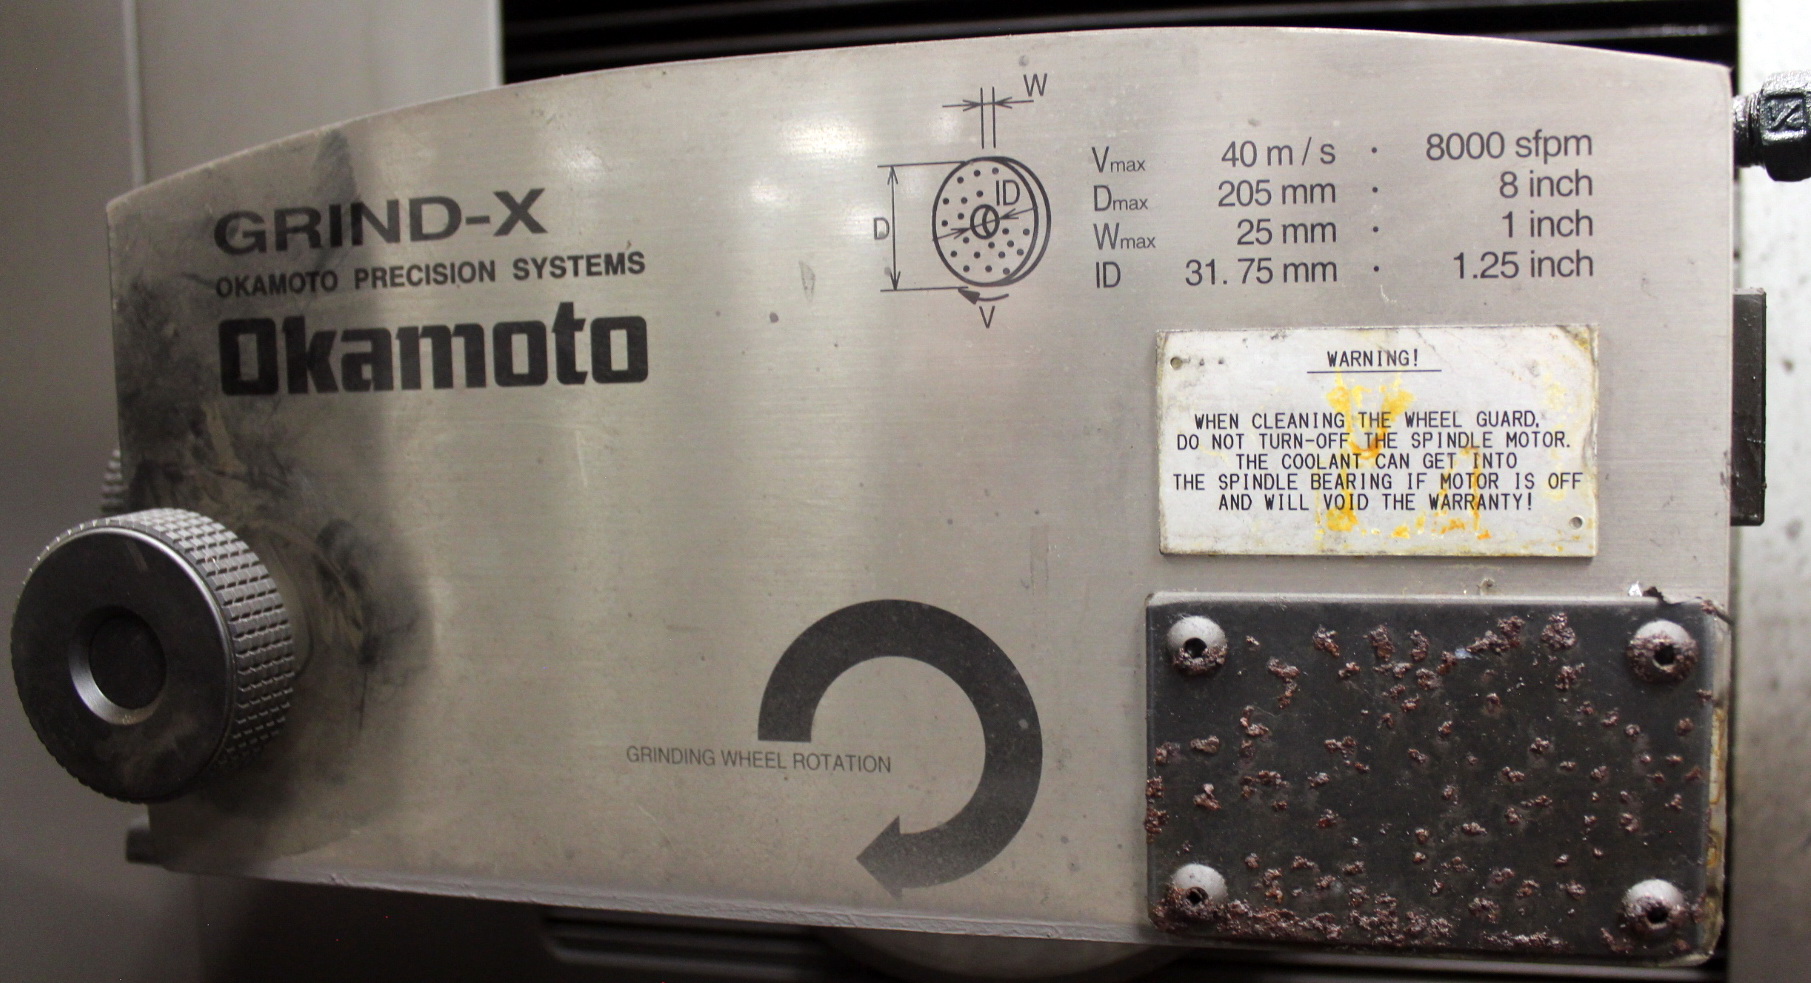 GRIND-X
OKAMOTO PRECISION SYSTEMS
Okamoto
W
ID
D
V
Vmax 40 m / s · 8000 sfpm
Dmax 205 mm · 8 inch
Wmax 25 mm · 1 inch
ID 31.75 mm · 1.25 inch
WARNING!
WHEN CLEANING THE WHEEL GUARD,
DO NOT TURN-OFF THE SPINDLE MOTOR.
THE COOLANT CAN GET INTO
THE SPINDLE BEARING IF MOTOR IS OFF
AND WILL VOID THE WARRANTY!
GRINDING WHEEL ROTATION